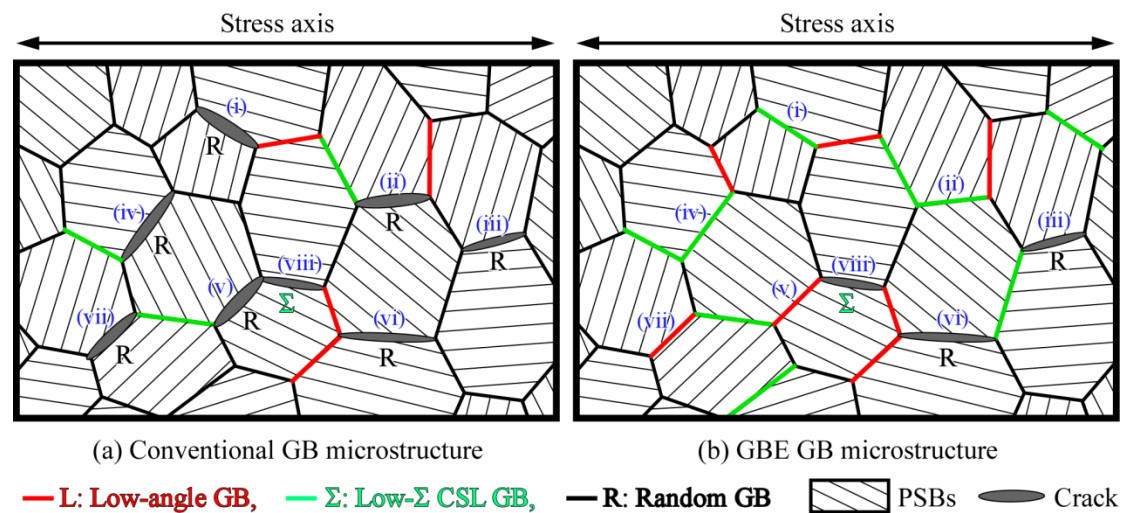 Stress axis
Stress axis
(i)
R
(ii)
R
(iii)
R
(iv)
R
(v)
R
(viii)
Σ
(vi)
R
(vii)
R
(i)
(ii)
(iii)
R
(iv)
(v)
(viii)
Σ
(vi)
R
(vii)
(a) Conventional GB microstructure
(b) GBE GB microstructure
L: Low-angle GB, Σ: Low-Σ CSL GB, R: Random GB PSBs Crack